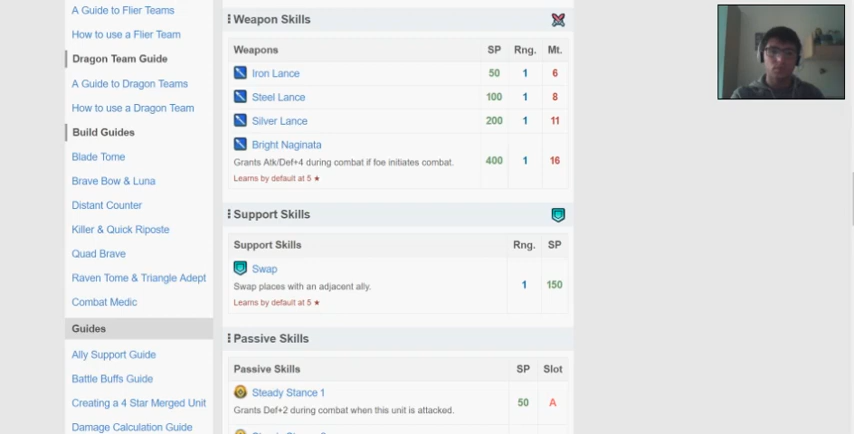 A Guide to Flier Teams
How to use a Flier Team
Dragon Team Guide
A Guide to Dragon Teams
How to use a Dragon Team
Build Guides
Blade Tome
Brave Bow & Luna
Distant Counter
Killer & Quick Riposte
Quad Brave
Raven Tome & Triangle Adept
Combat Medic
Guides
Ally Support Guide
Battle Buffs Guide
Creating a 4 Star Merged Unit
Damage Calculation Guide
Weapon Skills
Weapons SP Rng. Mt.
Iron Lance 50 1 6
Steel Lance 100 1 8
Silver Lance 200 1 11
Bright Naginata
Grants Atk/Def+4 during combat if foe initiates combat. 400 1 16
Learns by default at 5 ★
Support Skills
Support Skills Rng. SP
Swap
Swap places with an adjacent ally. 1 150
Learns by default at 5 ★
Passive Skills
Passive Skills SP Slot
Steady Stance 1
Grants Def+2 during combat when this unit is attacked. 50 A